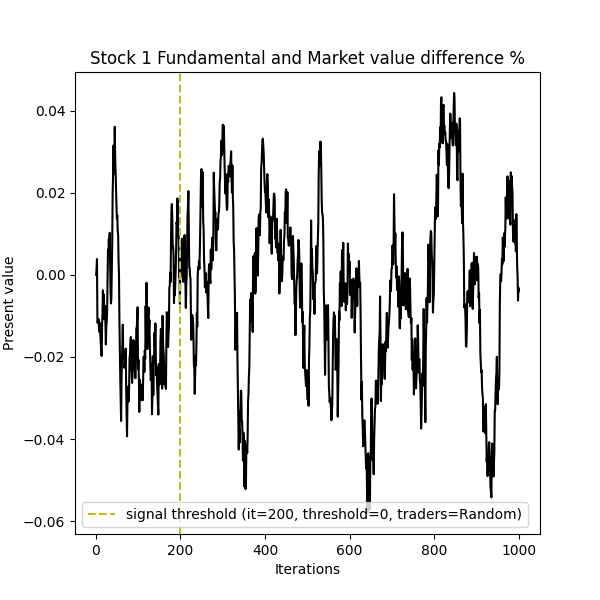 Stock 1 Fundamental and Market value difference %
Present value
0.04
0.02
0.00
−0.02
−0.04
−0.06
signal threshold (it=200, threshold=0, traders=Random)
0 200 400 600 800 1000
Iterations